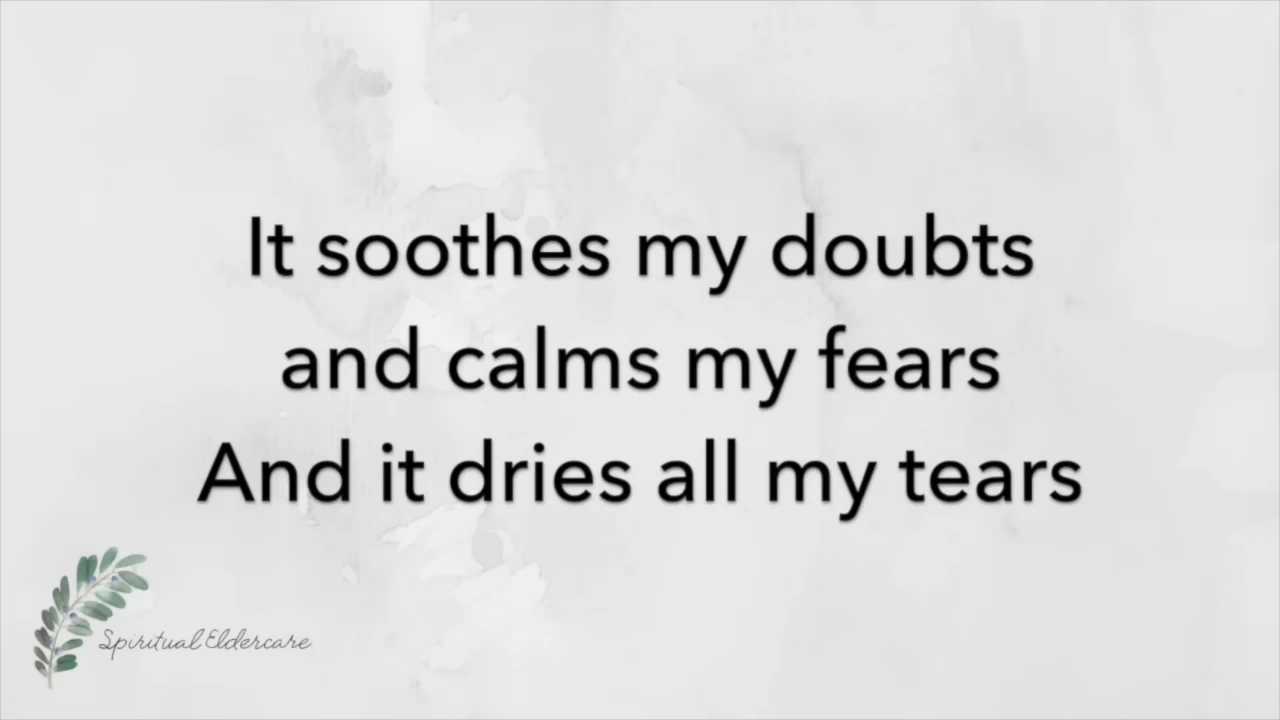 It soothes my doubts
and calms my fears
And it dries all my tears
Spiritual Eldercare